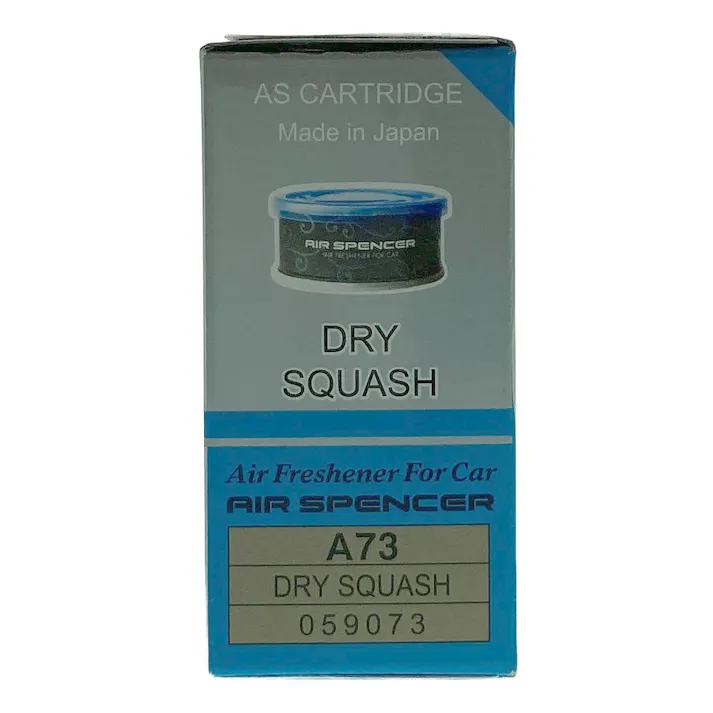 AS CARTRIDGE
Made in Japan
AIR SPENCER
AIR FRESHENER FOR CAR
DRY
SQUASH
Air Freshener For Car
AIR SPENCER
A73
DRY SQUASH
059073